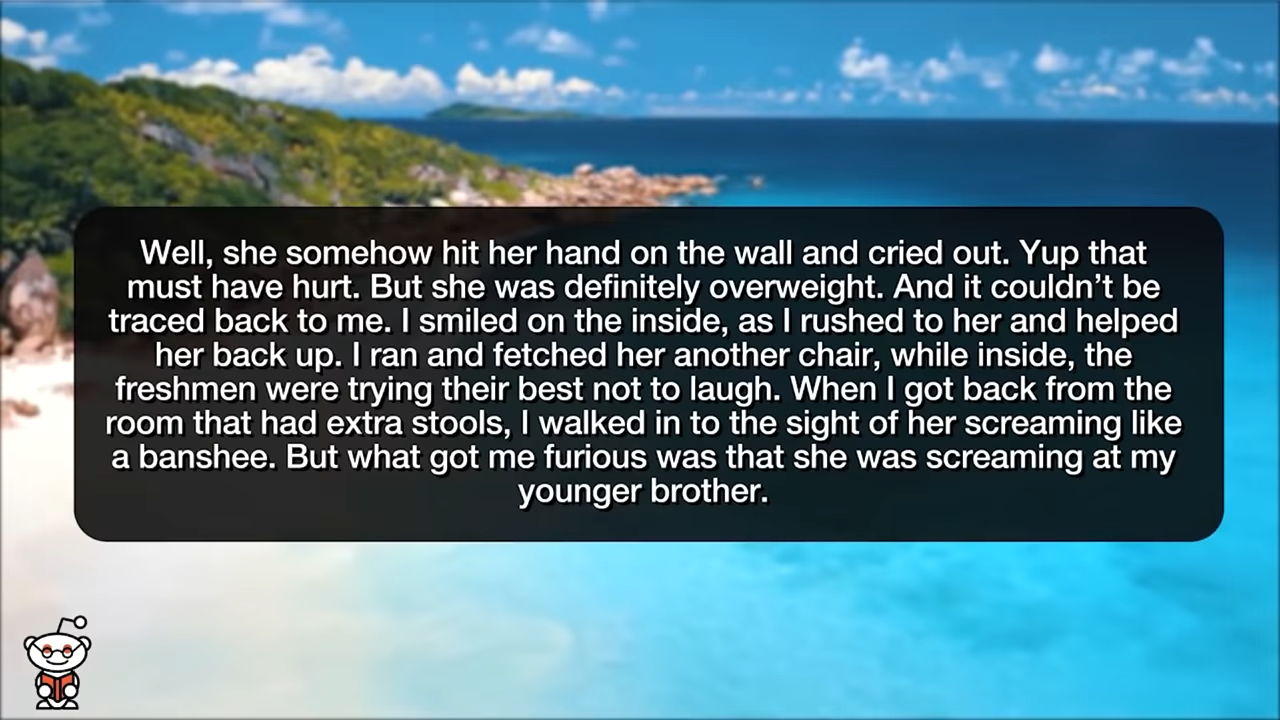 Well, she somehow hit her hand on the wall and cried out. Yup that
must have hurt. But she was definitely overweight. And it couldn’t be
traced back to me. I smiled on the inside, as I rushed to her and helped
her back up. I ran and fetched her another chair, while inside, the
freshmen were trying their best not to laugh. When I got back from the
room that had extra stools, I walked in to the sight of her screaming like
a banshee. But what got me furious was that she was screaming at my
younger brother.